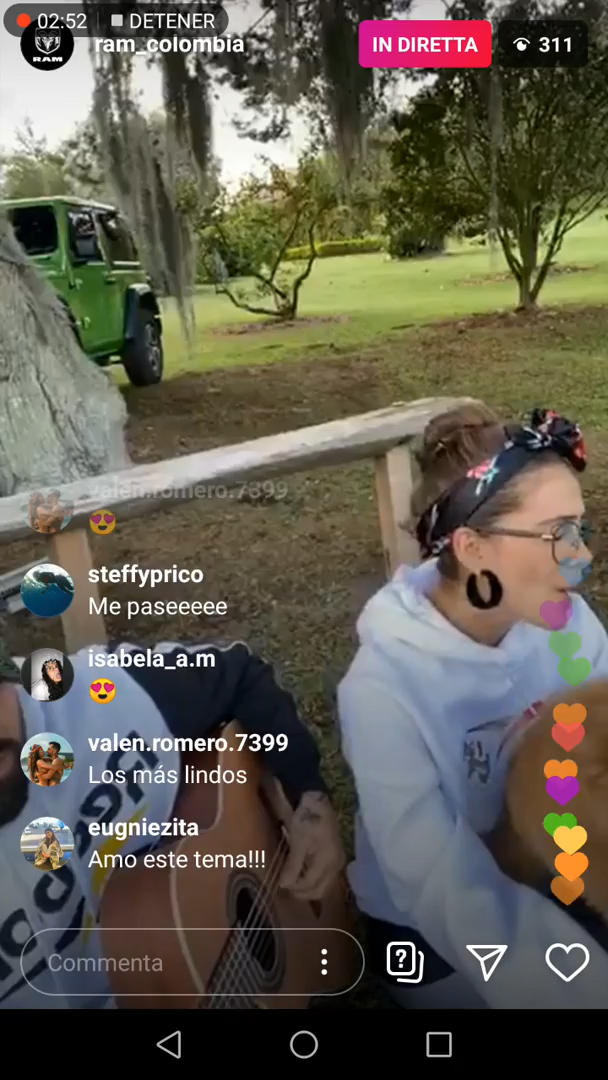 02:52
DETENER
RAM
ram_colombia
IN DIRETTA
311
valen.romero.7399
steffyprico
Me paseeeee
isabela_a.m
valen.romero.7399
Los más lindos
eugniezita
Amo este tema!!!
Commenta
?